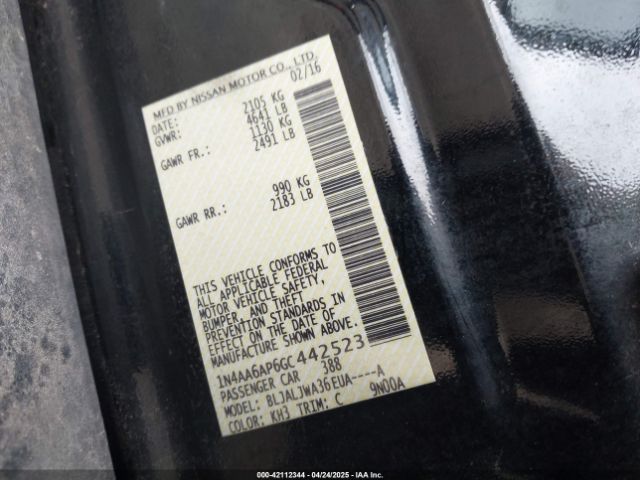 MFD BY NISSAN MOTOR CO., LTD.
DATE: 02/16
GVWR: 2105 KG
4641 LB
GAWR FR.: 1130 KG
2491 LB
GAWR RR.: 990 KG
2183 LB
THIS VEHICLE CONFORMS TO
ALL APPLICABLE FEDERAL
MOTOR VEHICLE SAFETY,
BUMPER, AND THEFT
PREVENTION STANDARDS IN
EFFECT ON THE DATE OF
MANUFACTURE SHOWN ABOVE.
1N4AA6AP6GC442523
PASSENGER CAR 388
MODEL: BLJALJWA36EUA----A
COLOR: KH3 TRIM: C 9N00A
000-42112344 | 04/24/2025 - IAA Inc.